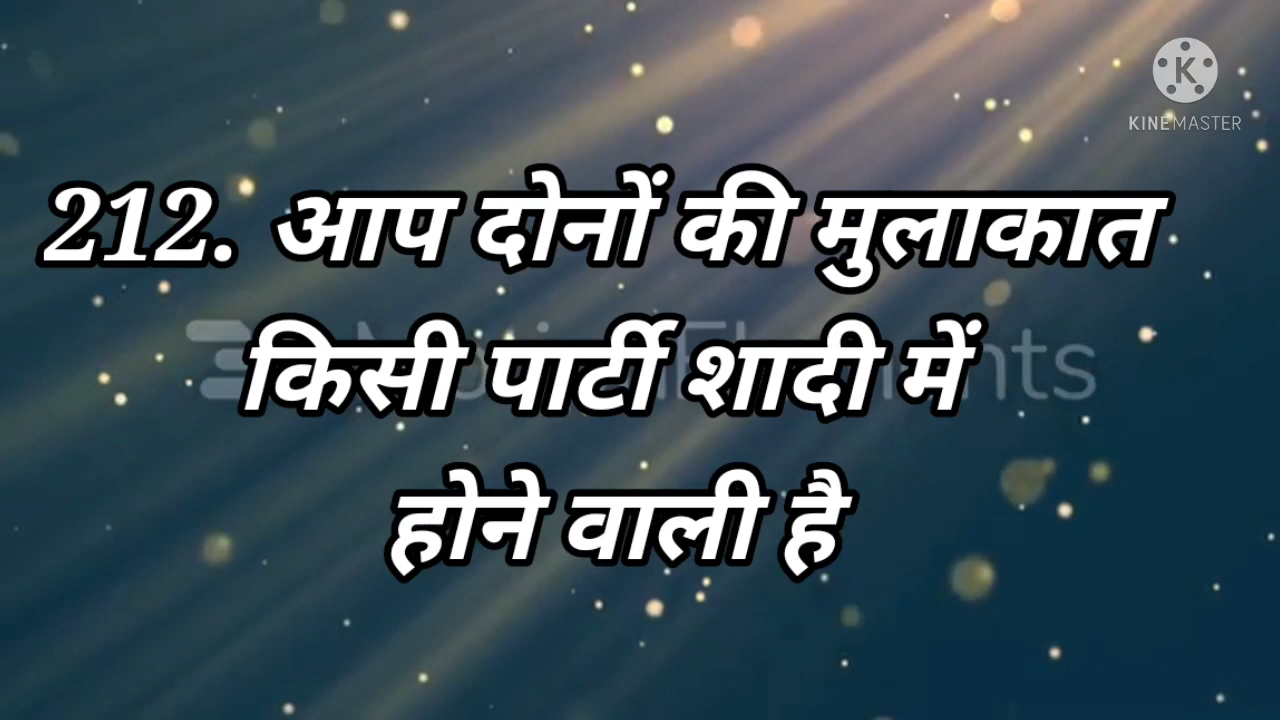 KINEMASTER
212. आप दोनों की मुलाकात
किसी पार्टी शादी में
होने वाली है